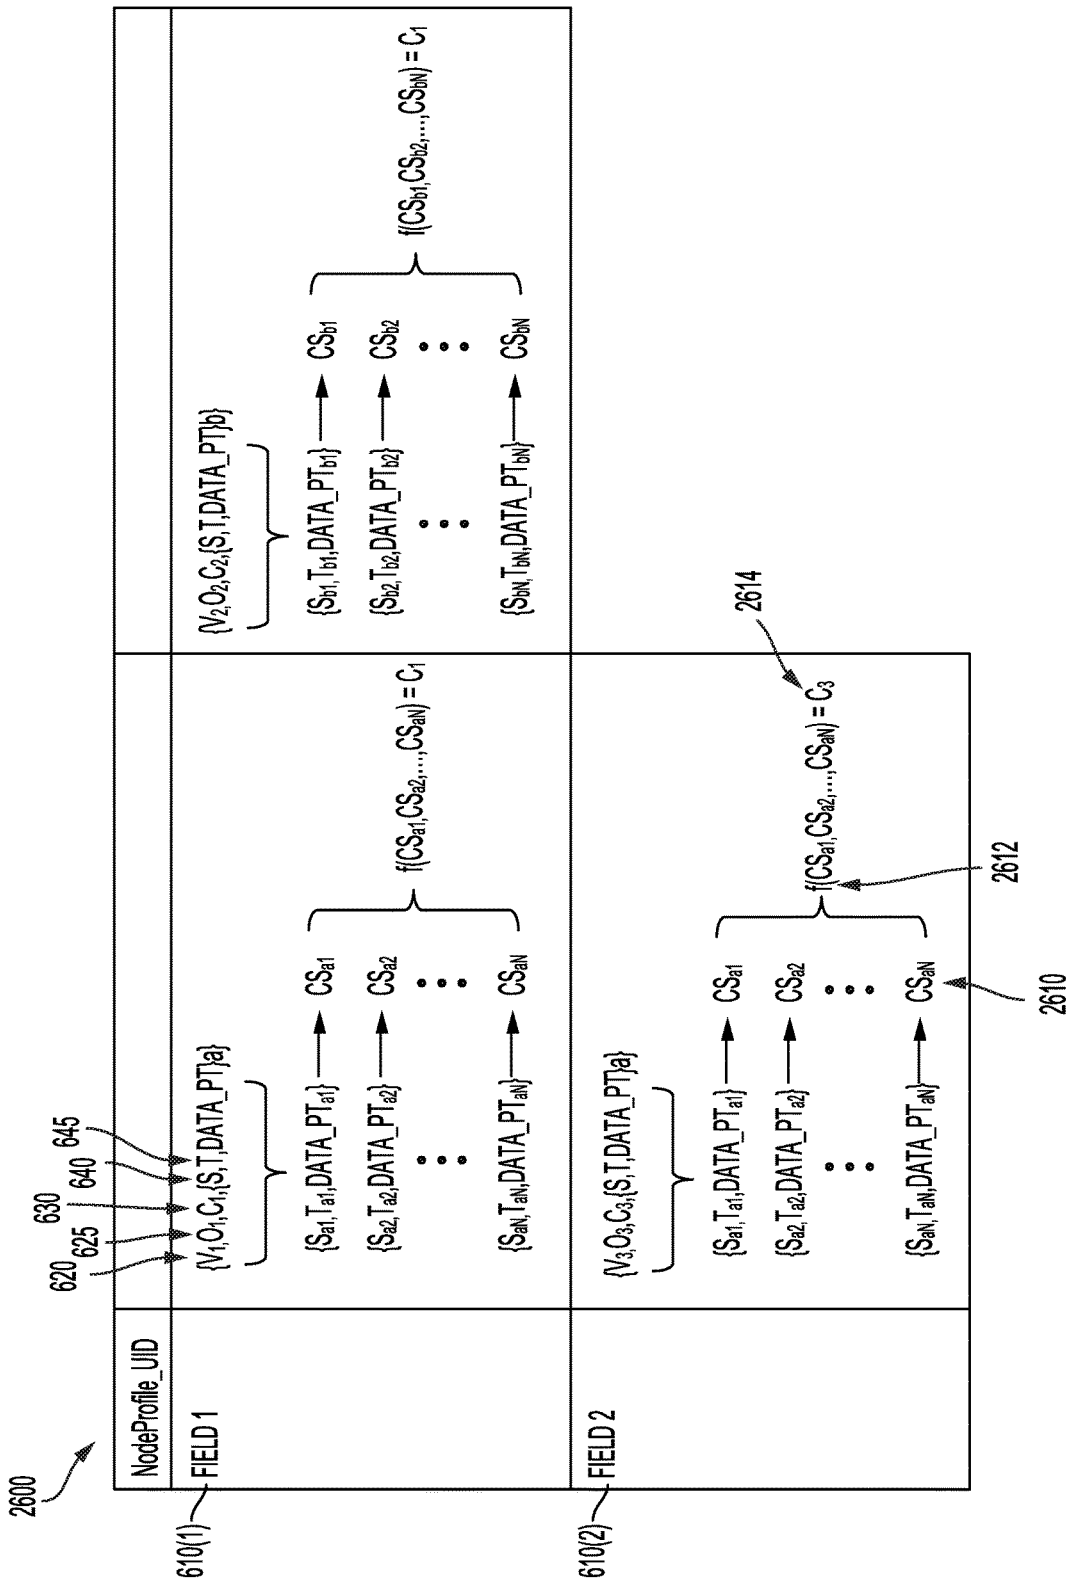 2600
NodeProfile_UID
610(1)
FIELD 1
620
625
630
640
645
{V1,O1,C1,{S,T,DATA_PT}a}
{Sa1,Ta1,DATA_PTa1}
CSa1
{Sa2,Ta2,DATA_PTa2}
CSa2
{SaN,TaN,DATA_PTaN}
CSaN
f(CSa1,CSa2,...,CSaN) = C1
{V2,O2,C2,{S,T,DATA_PT}b}
{Sb1,Tb1,DATA_PTb1}
CSb1
{Sb2,Tb2,DATA_PTb2}
CSb2
{SbN,TbN,DATA_PTbN}
CSbN
f(CSb1,CSb2,...,CSbN) = C1
610(2)
FIELD 2
{V3,O3,C3,{S,T,DATA_PT}a}
{Sa1,Ta1,DATA_PTa1}
CSa1
{Sa2,Ta2,DATA_PTa2}
CSa2
{SaN,TaN,DATA_PTaN}
CSaN
f(CSa1,CSa2,...,CSaN) = C3
2610
2612
2614